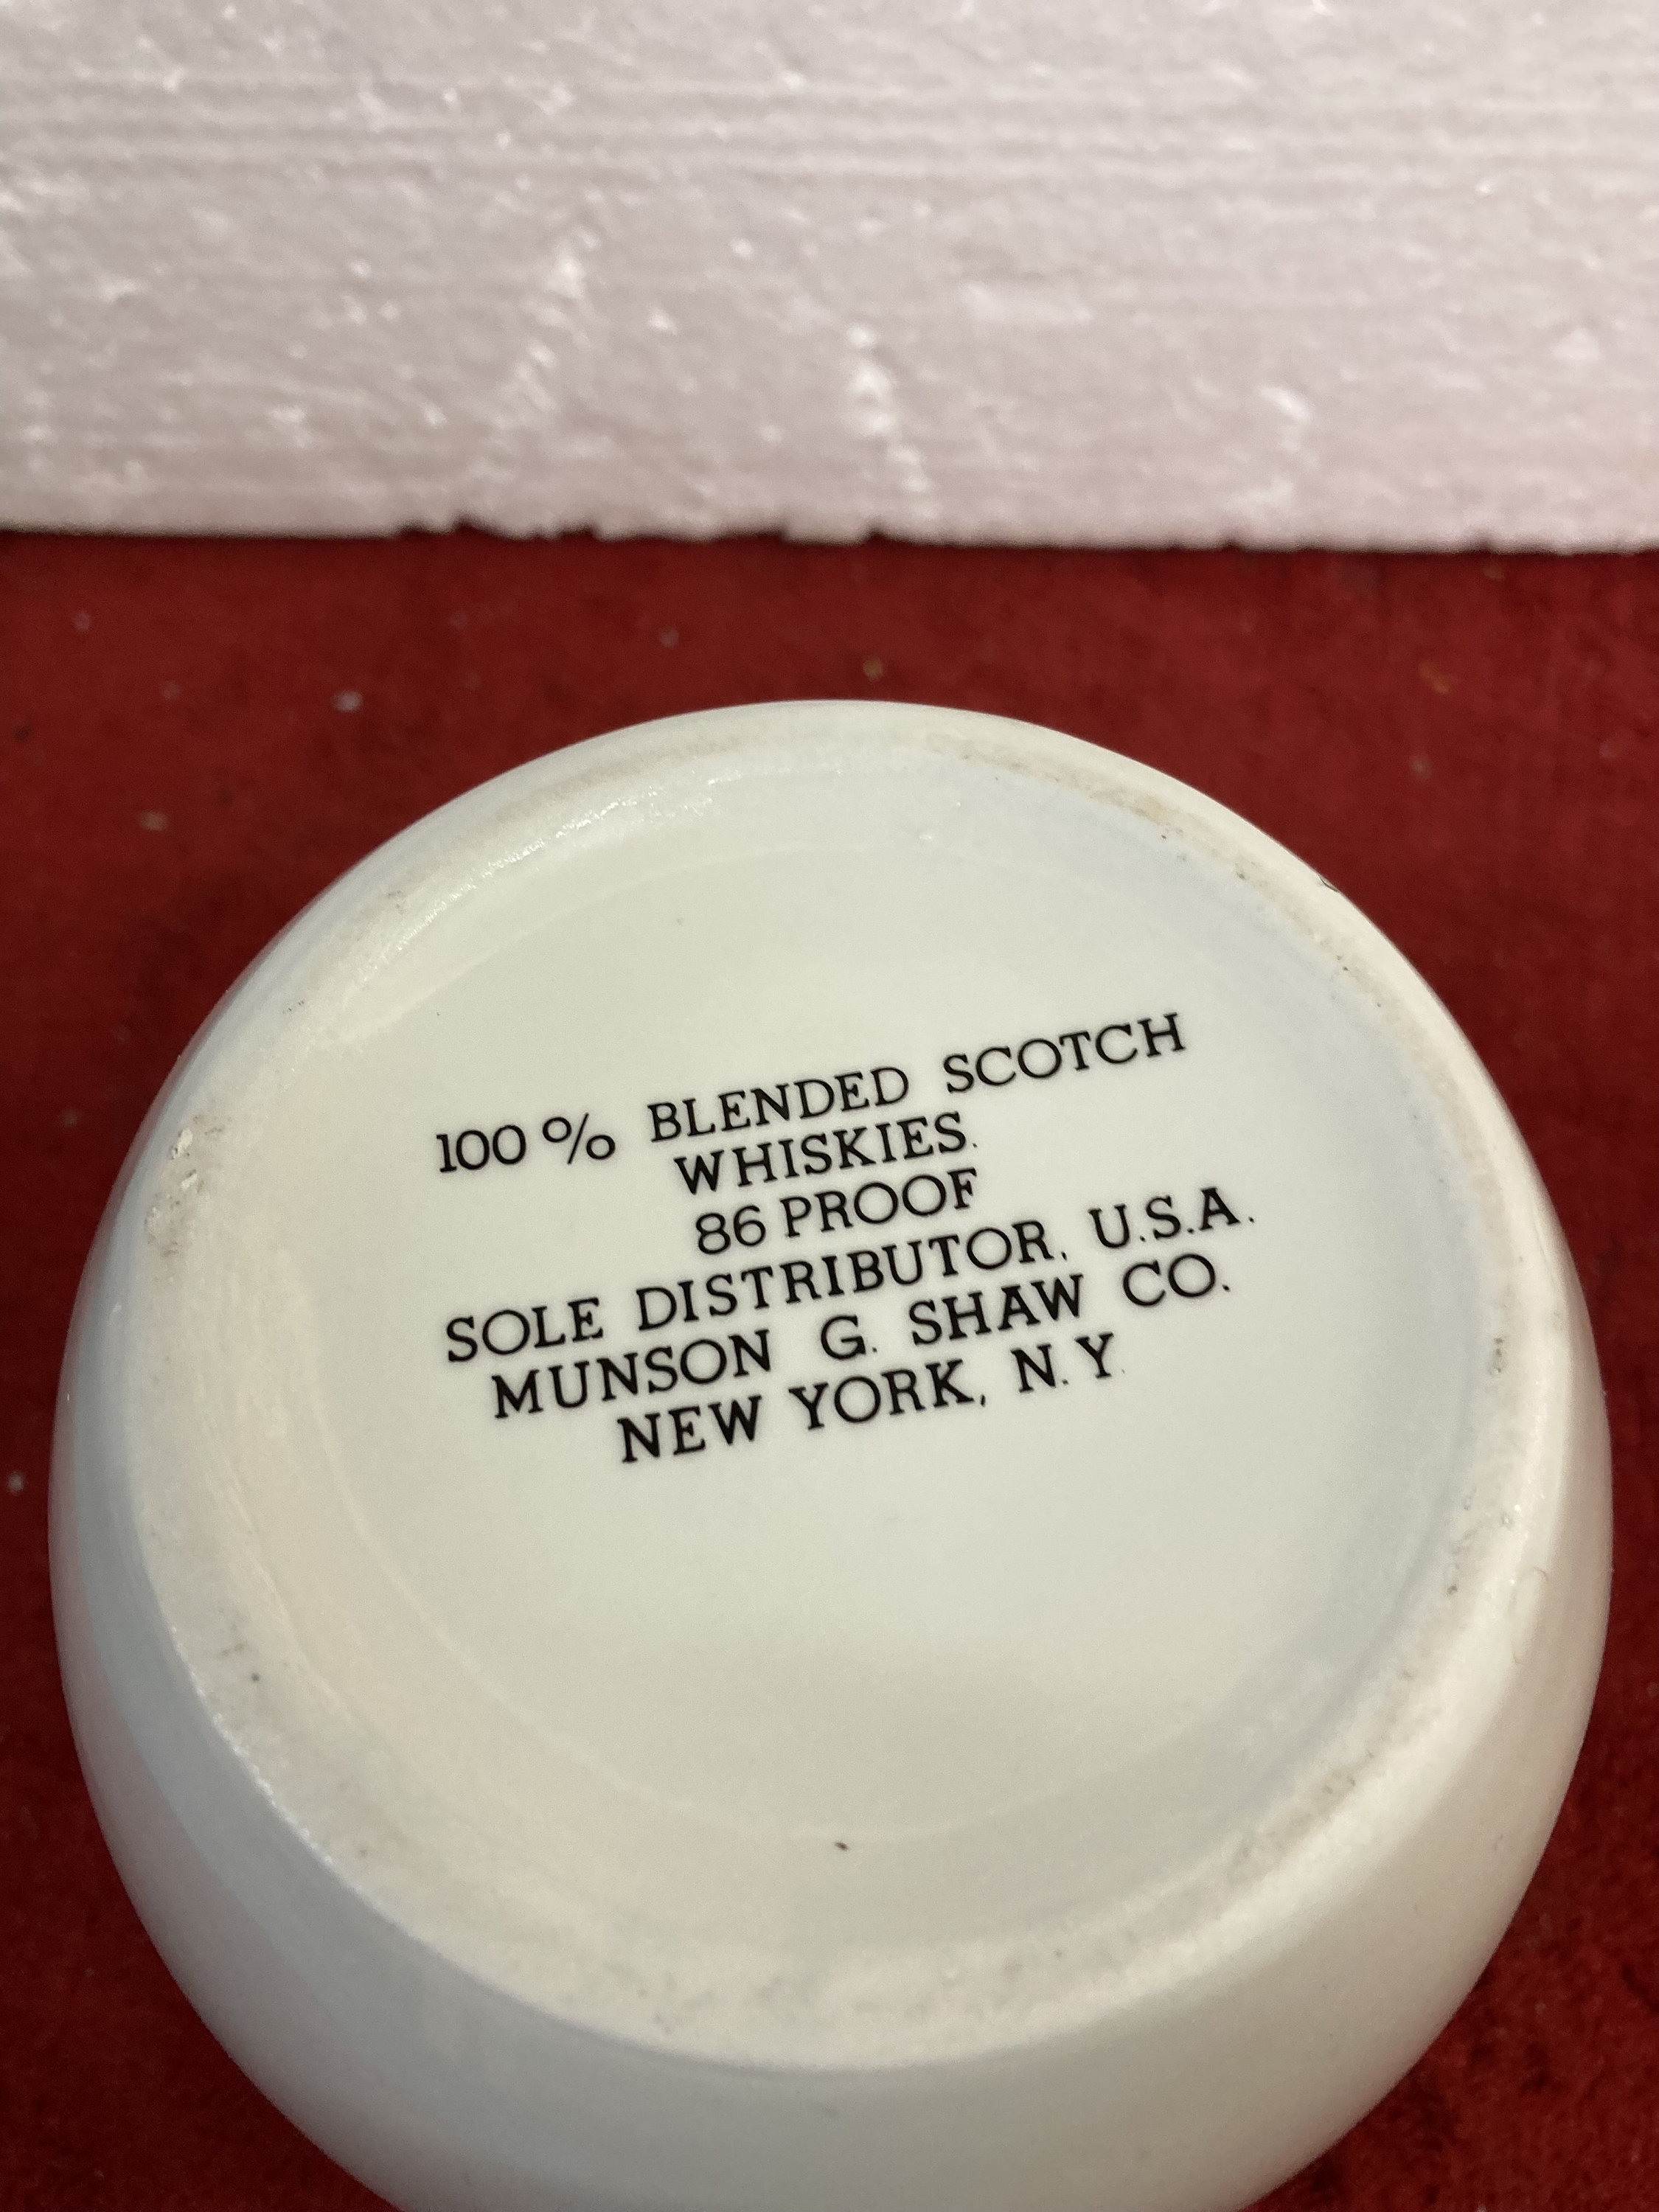 100% BLENDED SCOTCH
WHISKIES.
86 PROOF
SOLE DISTRIBUTOR, U.S.A.
MUNSON G. SHAW CO.
NEW YORK, N.Y.